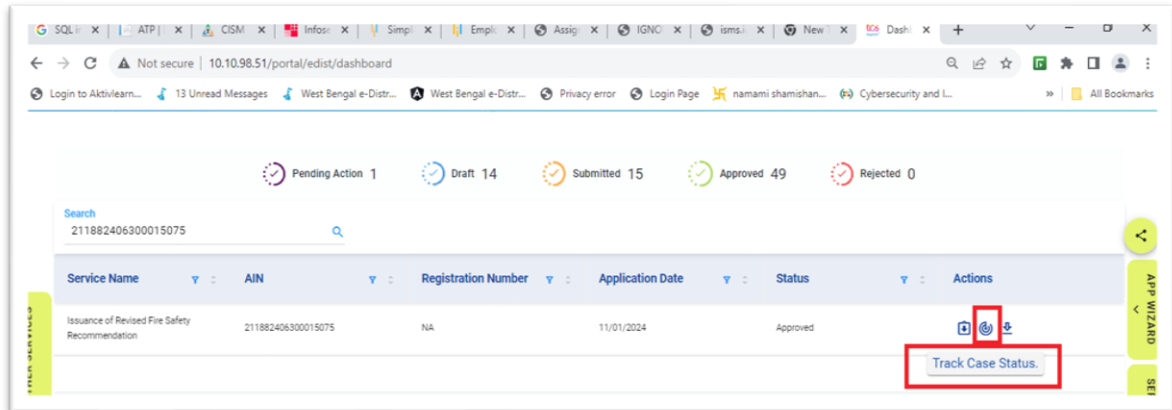 SQL in ATP | CISM Infosc Simpl Emplc Assig IGNO isms.i New T Dash
Not secure | 10.10.98.51/portal/edist/dashboard
Login to Aktivlearn... 13 Unread Messages West Bengal e-Distr... West Bengal e-Distr... Privacy error Login Page namami shamishan... Cybersecurity and I... » All Bookmarks
Pending Action 1 Draft 14 Submitted 15 Approved 49 Rejected 0
Search
211882406300015075
Service Name AIN Registration Number Application Date Status Actions
Issuance of Revised Fire Safety
Recommendation
211882406300015075 NA 11/01/2024 Approved
Track Case Status.
APP WIZARD